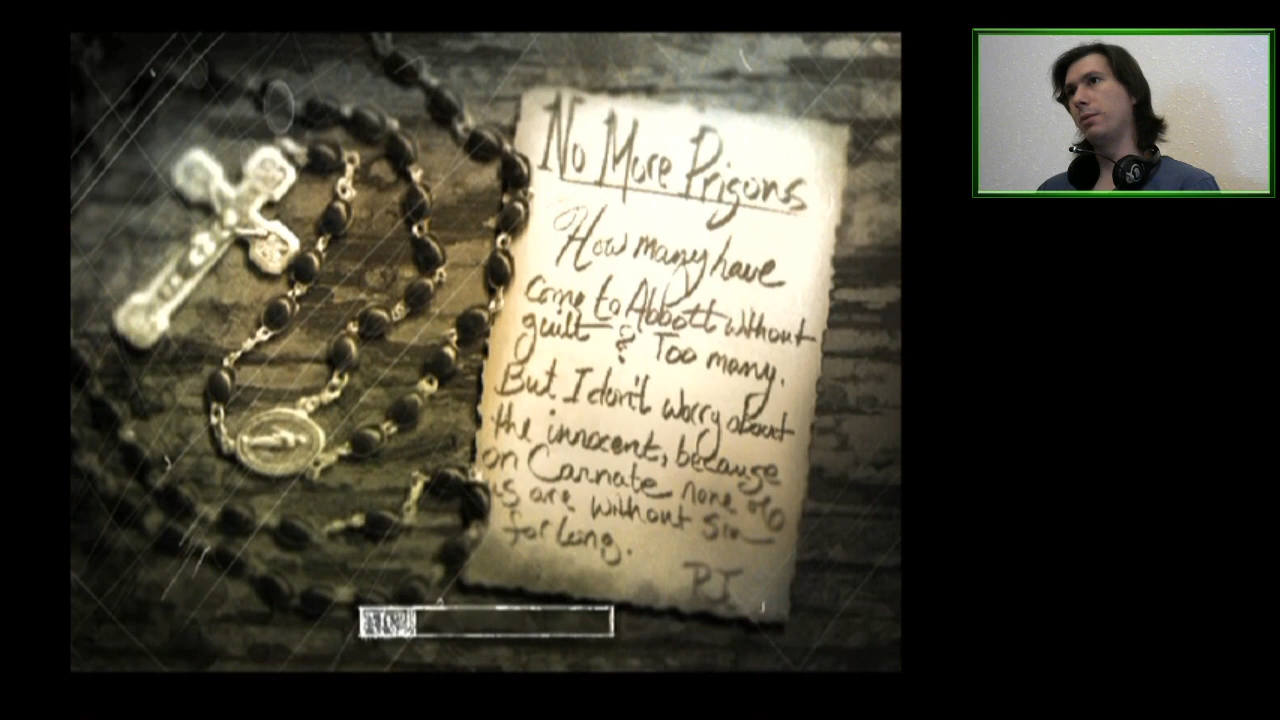 No More Prisons
How many have
come to Abbott without
guilt? Too many.
But I don't worry about
the innocent, because
on Carnate none of
us are without sin
for long.